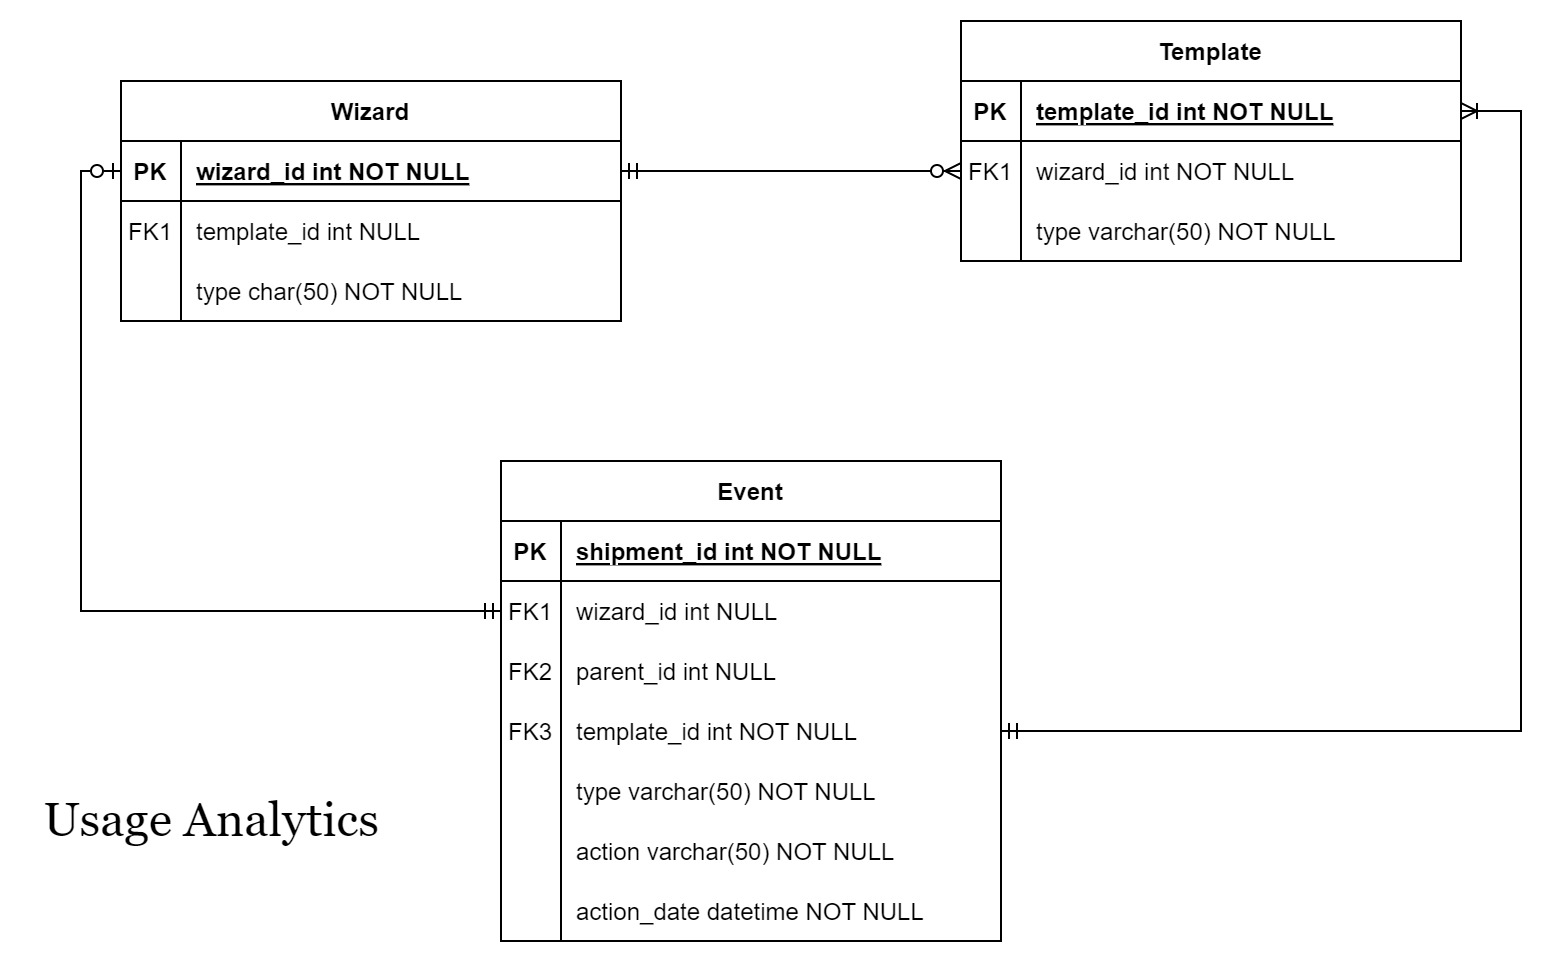 Template
PK template_id int NOT NULL
FK1 wizard_id int NOT NULL
type varchar(50) NOT NULL
Wizard
PK wizard_id int NOT NULL
FK1 template_id int NULL
type char(50) NOT NULL
Event
PK shipment_id int NOT NULL
FK1 wizard_id int NULL
FK2 parent_id int NULL
FK3 template_id int NOT NULL
type varchar(50) NOT NULL
action varchar(50) NOT NULL
action_date datetime NOT NULL
Usage Analytics